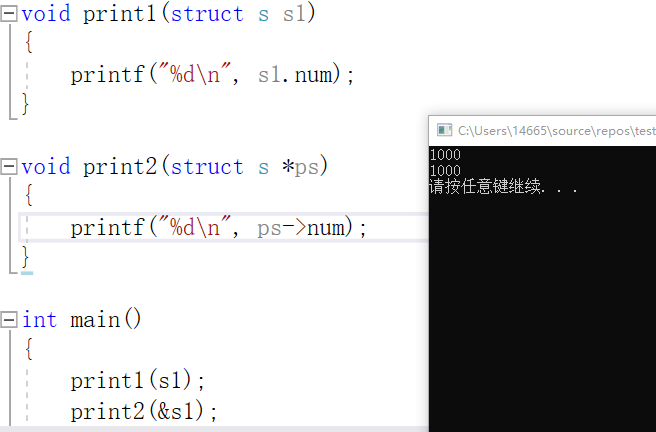 void print1(struct s s1)
{
printf("%d\n", s1.num);
}
void print2(struct s *ps)
{
printf("%d\n", ps->num);
}
int main()
{
print1(s1);
print2(&s1);
C:\Users\14665\source\repos\test
1000
1000
请按任意键继续. . .